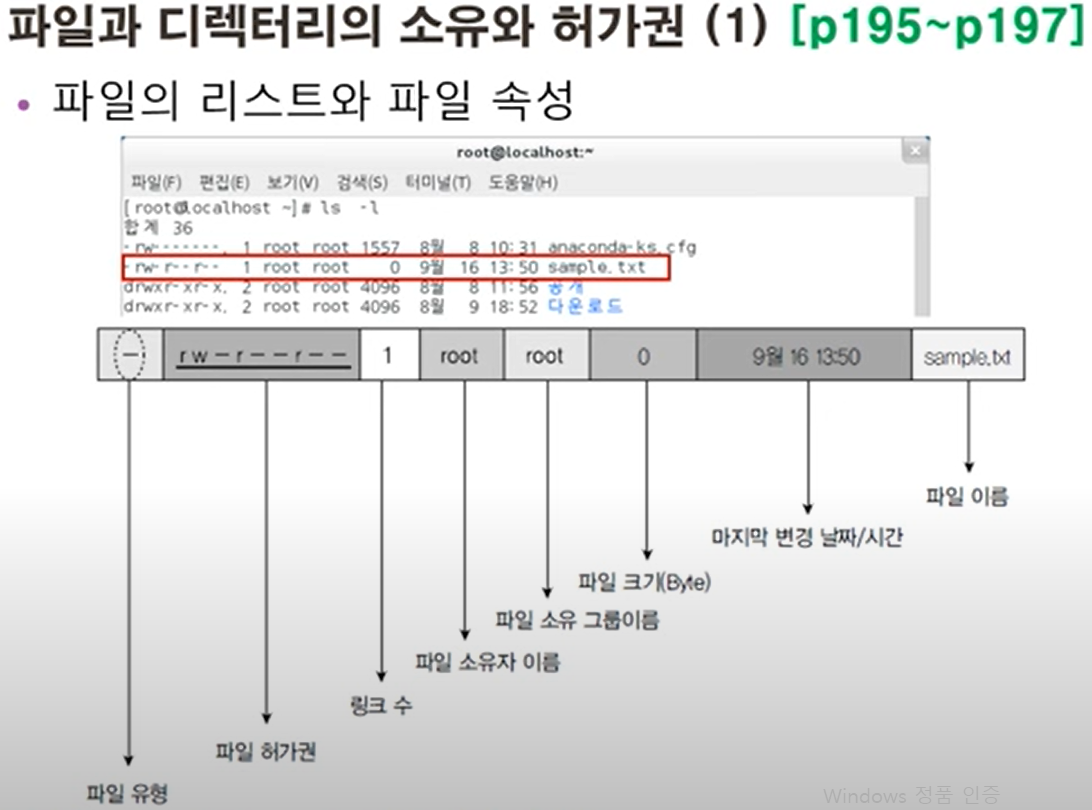 파일과 디렉터리의 소유와 허가권 (1) [p195~p197]
• 파일의 리스트와 파일 속성
root@localhost:~
파일(F) 편집(E) 보기(V) 검색(S) 터미널(T) 도움말(H)
[root@localhost ~]# ls -l
합계 36
-rw-------. 1 root root 1557 8월 8 10:31 anaconda-ks.cfg
-rw-r--r-- 1 root root 0 9월 16 13:50 sample.txt
drwxr-xr-x. 2 root root 4096 8월 8 11:56 공개
drwxr-xr-x. 2 root root 4096 8월 9 18:52 다운로드
- rw-r--r-- 1 root root 0 9월 16 13:50 sample.txt
파일 이름
마지막 변경 날짜/시간
파일 크기(Byte)
파일 소유 그룹이름
파일 소유자 이름
링크 수
파일 허가권
파일 유형
Windows 정품 인증